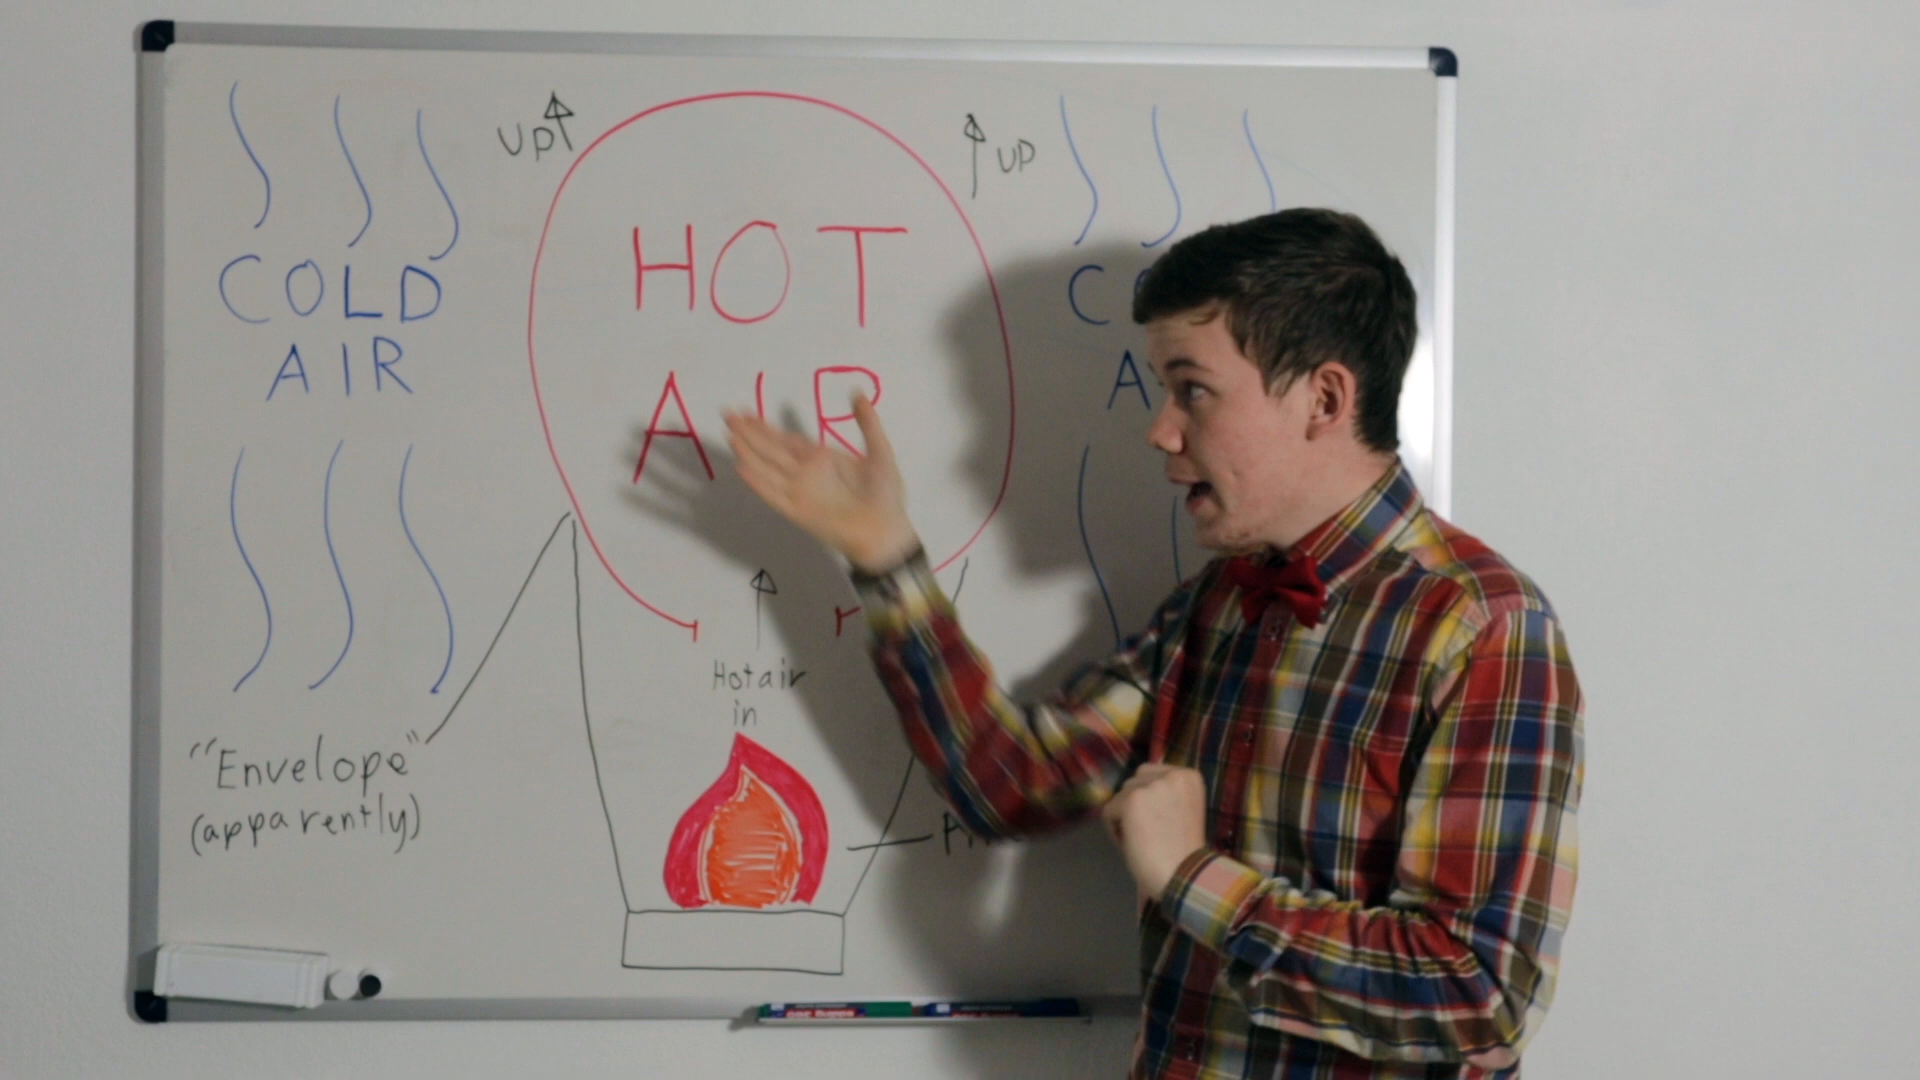 UP
UP
HOT
AIR
COLD
AIR
C
A
Hot air
in
"Envelope"
(apparently)